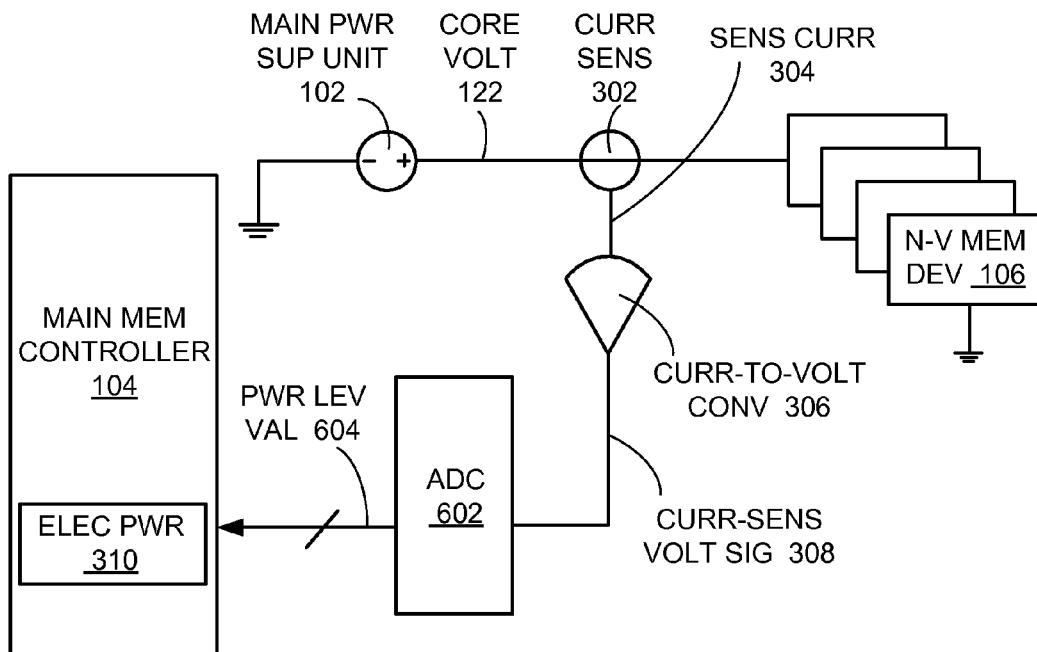 MAIN PWR
SUP UNIT
102
CORE
VOLT
122
CURR
SENS
302
SENS CURR
304
- +
N-V MEM
DEV 106
MAIN MEM
CONTROLLER
104
CURR-TO-VOLT
CONV 306
PWR LEV
VAL 604
ADC
602
ELEC PWR
310
CURR-SENS
VOLT SIG 308